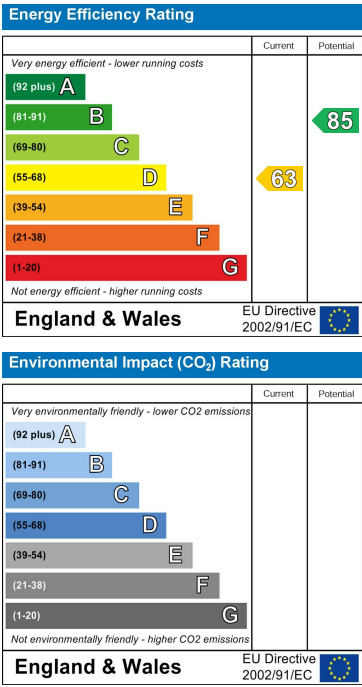 Energy Efficiency Rating
Current Potential
Very energy efficient - lower running costs
(92 plus) A
(81-91) B
85
(69-80) C
(55-68) D
63
(39-54) E
(21-38) F
(1-20) G
Not energy efficient - higher running costs
England & Wales
EU Directive
2002/91/EC
Environmental Impact (CO₂) Rating
Current Potential
Very environmentally friendly - lower CO2 emissions
(92 plus) A
(81-91) B
(69-80) C
(55-68) D
(39-54) E
(21-38) F
(1-20) G
Not environmentally friendly - higher CO2 emissions
England & Wales
EU Directive
2002/91/EC